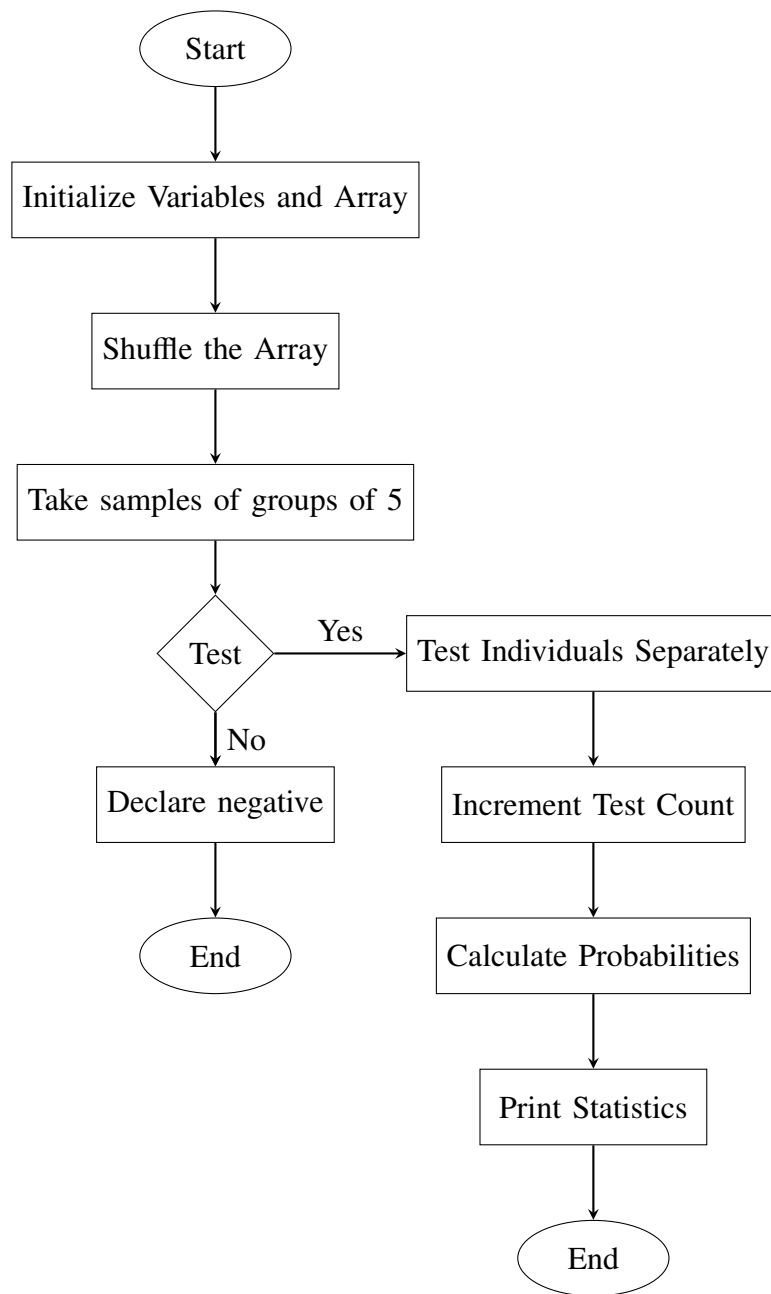 Start
Initialize Variables and Array
Shuffle the Array
Take samples of groups of 5
Test
Yes
Test Individuals Separately
No
Declare negative
Increment Test Count
End
Calculate Probabilities
Print Statistics
End